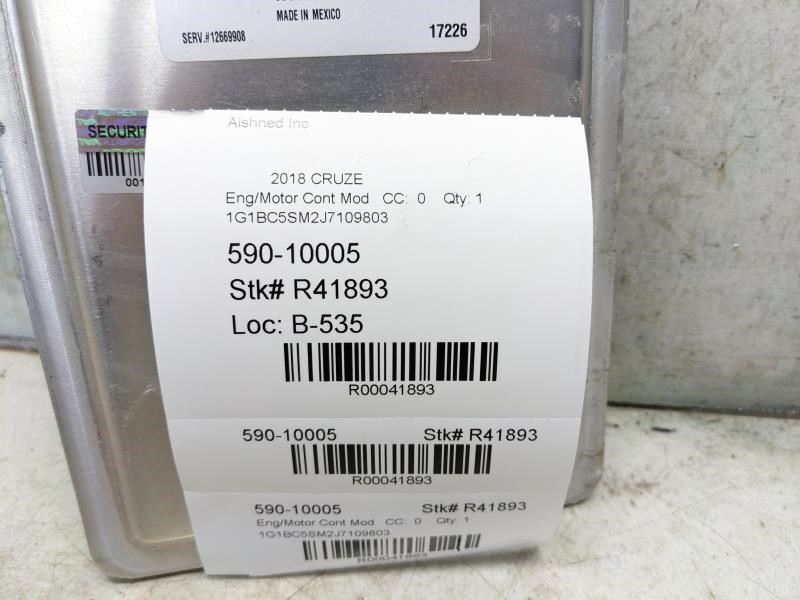 MADE IN MEXICO
SERV.#12669908 17226
SECURIT
001
Alshned Inc
2018 CRUZE
Eng/Motor Cont Mod CC: 0 Qty: 1
1G1BC5SM2J7109803
590-10005
Stk# R41893
Loc: B-535
R00041893
590-10005 Stk# R41893
R00041893
590-10005 Stk# R41893
Eng/Motor Cont Mod CC: 0 Qty: 1
1G1BC5SM2J7109803
R00041893